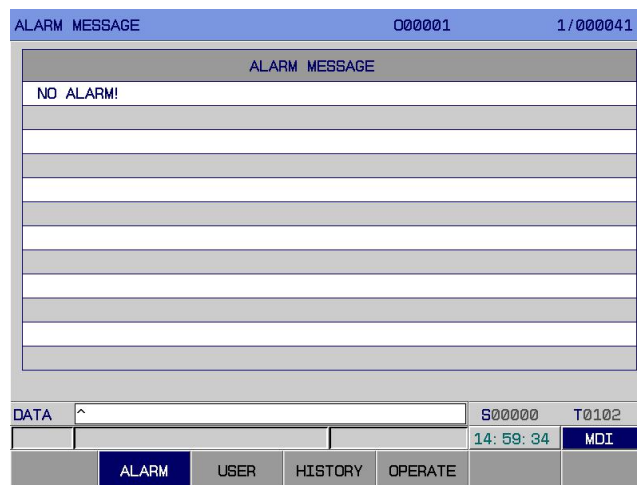 ALARM MESSAGE O00001 1/000041
ALARM MESSAGE
NO ALARM!
DATA ^ S00000 T0102
14:59:34 MDI
ALARM USER HISTORY OPERATE